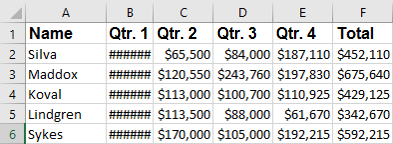 A B C D E F
1 Name Qtr. 1 Qtr. 2 Qtr. 3 Qtr. 4 Total
2 Silva ###### $65,500 $84,000 $187,110 $452,110
3 Maddox ###### $120,550 $243,760 $197,830 $675,640
4 Koval ###### $113,000 $100,700 $110,925 $429,125
5 Lindgren ###### $113,500 $88,000 $61,670 $342,670
6 Sykes ###### $170,000 $105,000 $192,215 $592,215